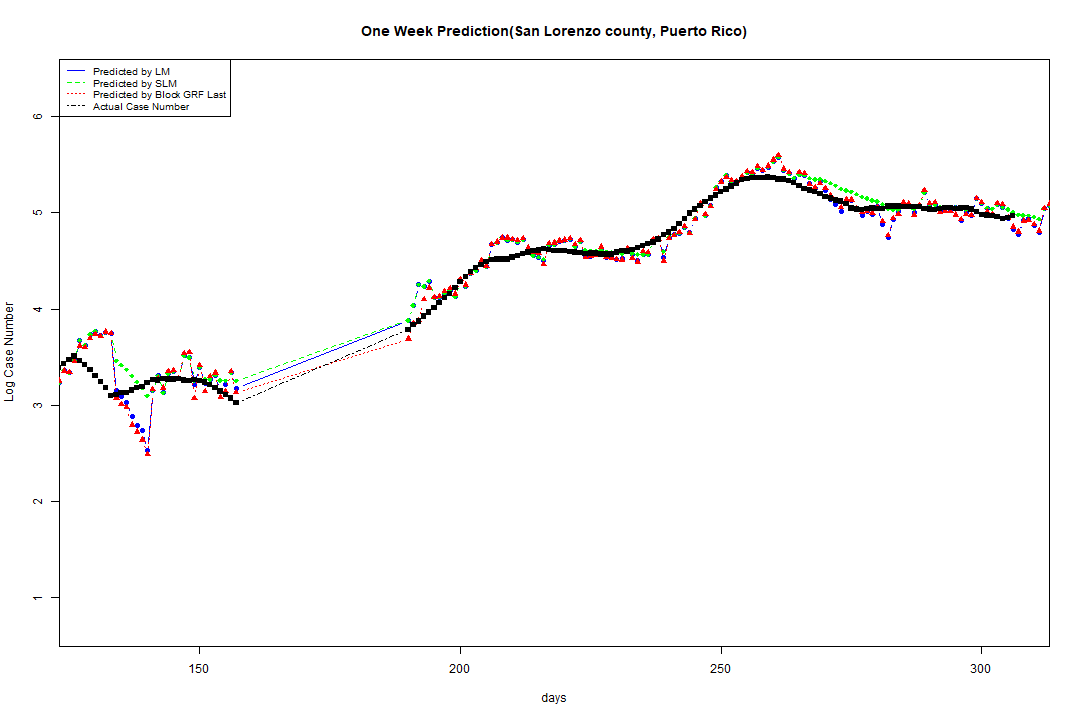 One Week Prediction(San Lorenzo county, Puerto Rico)
Predicted by LM
Predicted by SLM
Predicted by Block GRF Last
Actual Case Number
6
5
4
3
2
1
Log Case Number
150 200 250 300
days